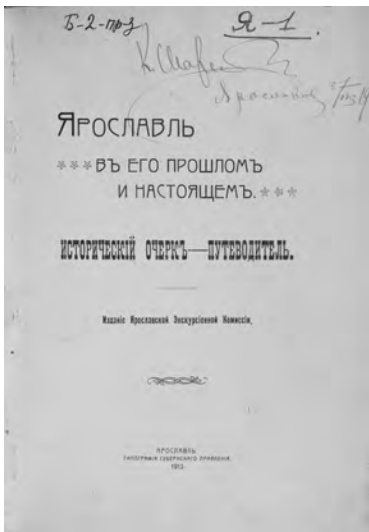 Б-2-пр-з
Я-1.
Ярославль
ЯРОСЛАВЛЬ
ВЪ ЕГО ПРОШЛОМЪ
И НАСТОЯЩЕМЪ.
ИСТОРИЧЕСКІЙ ОЧЕРКЪ—ПУТЕВОДИТЕЛЬ.
Изданіе Ярославской Экскурсіонной Комиссіи.
ЯРОСЛАВЛЬ.
ТИПОГРАФІЯ ГУБЕРНСКАГО ПРАВЛЕНІЯ.
1913.